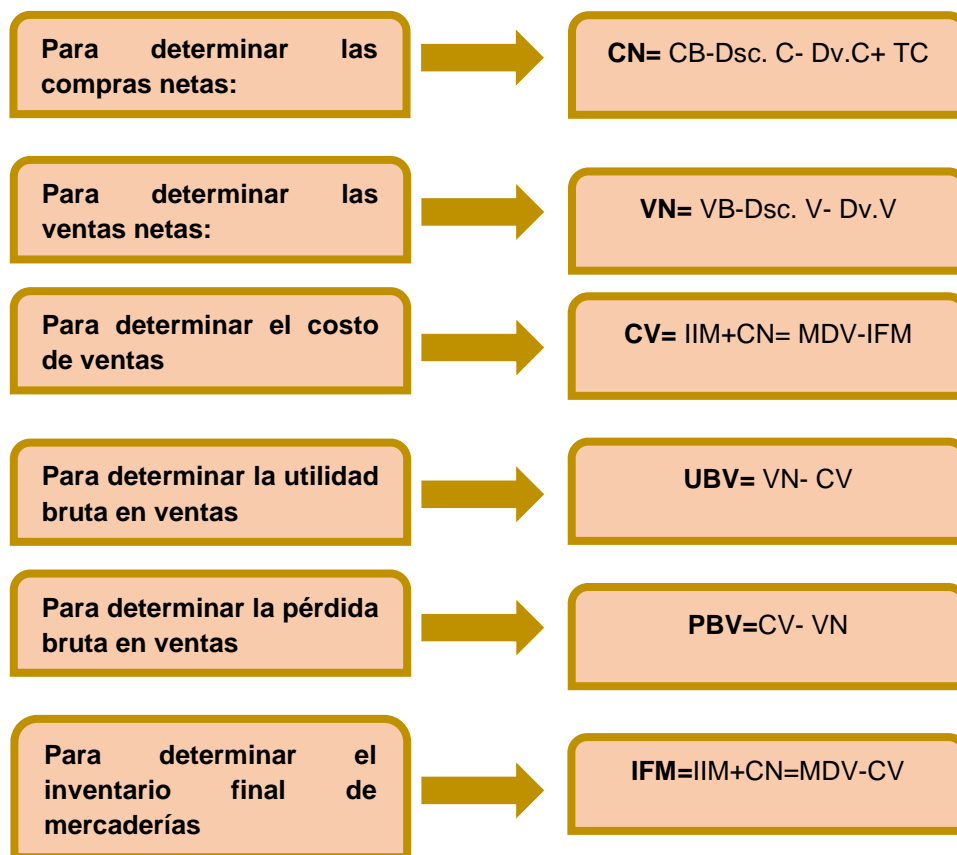 Para determinar las
compras netas:
CN= CB-Dsc. C- Dv.C+ TC
Para determinar las
ventas netas:
VN= VB-Dsc. V- Dv.V
Para determinar el costo
de ventas
CV= IIM+CN= MDV-IFM
Para determinar la utilidad
bruta en ventas
UBV= VN- CV
Para determinar la pérdida
bruta en ventas
PBV=CV- VN
Para determinar el
inventario final de
mercaderías
IFM=IIM+CN=MDV-CV